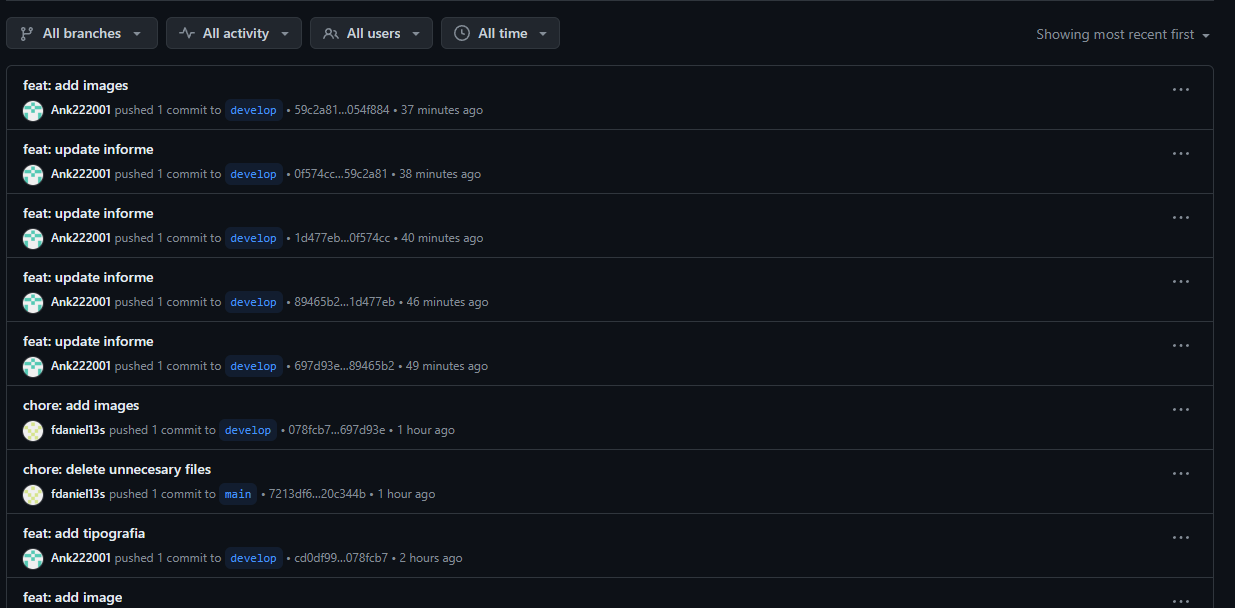 All branches All activity All users All time Showing most recent first
feat: add images
Ank222001 pushed 1 commit to develop • 59c2a81...054f884 • 37 minutes ago
feat: update informe
Ank222001 pushed 1 commit to develop • 0f574cc...59c2a81 • 38 minutes ago
feat: update informe
Ank222001 pushed 1 commit to develop • 1d477eb...0f574cc • 40 minutes ago
feat: update informe
Ank222001 pushed 1 commit to develop • 89465b2...1d477eb • 46 minutes ago
feat: update informe
Ank222001 pushed 1 commit to develop • 697d93e...89465b2 • 49 minutes ago
chore: add images
fdaniel13s pushed 1 commit to develop • 078fcb7...697d93e • 1 hour ago
chore: delete unnecesary files
fdaniel13s pushed 1 commit to main • 7213df6...20c344b • 1 hour ago
feat: add tipografia
Ank222001 pushed 1 commit to develop • cd0df99...078fcb7 • 2 hours ago
feat: add image